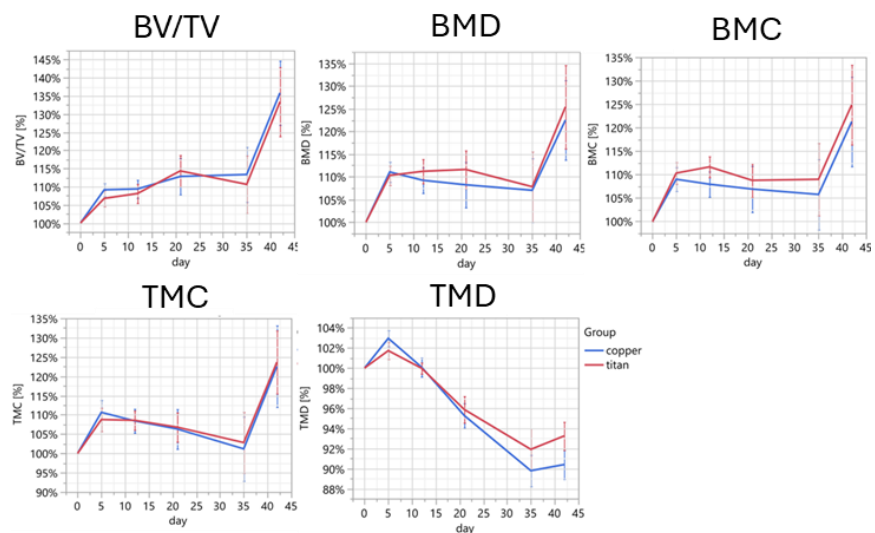 BV/TV
145%
140%
135%
130%
125%
120%
115%
110%
105%
100%
BV/TV [%]
0 5 10 15 20 25 30 35 40 45
day
BMD
135%
130%
125%
120%
115%
110%
105%
100%
BMD [%]
0 5 10 15 20 25 30 35 40 45
day
BMC
135%
130%
125%
120%
115%
110%
105%
100%
BMC [%]
0 5 10 15 20 25 30 35 40 45
day
TMC
135%
130%
125%
120%
115%
110%
105%
100%
95%
90%
TMC [%]
0 5 10 15 20 25 30 35 40 45
day
TMD
104%
102%
100%
98%
96%
94%
92%
90%
88%
TMD [%]
0 5 10 15 20 25 30 35 40 45
day
Group
copper
titan